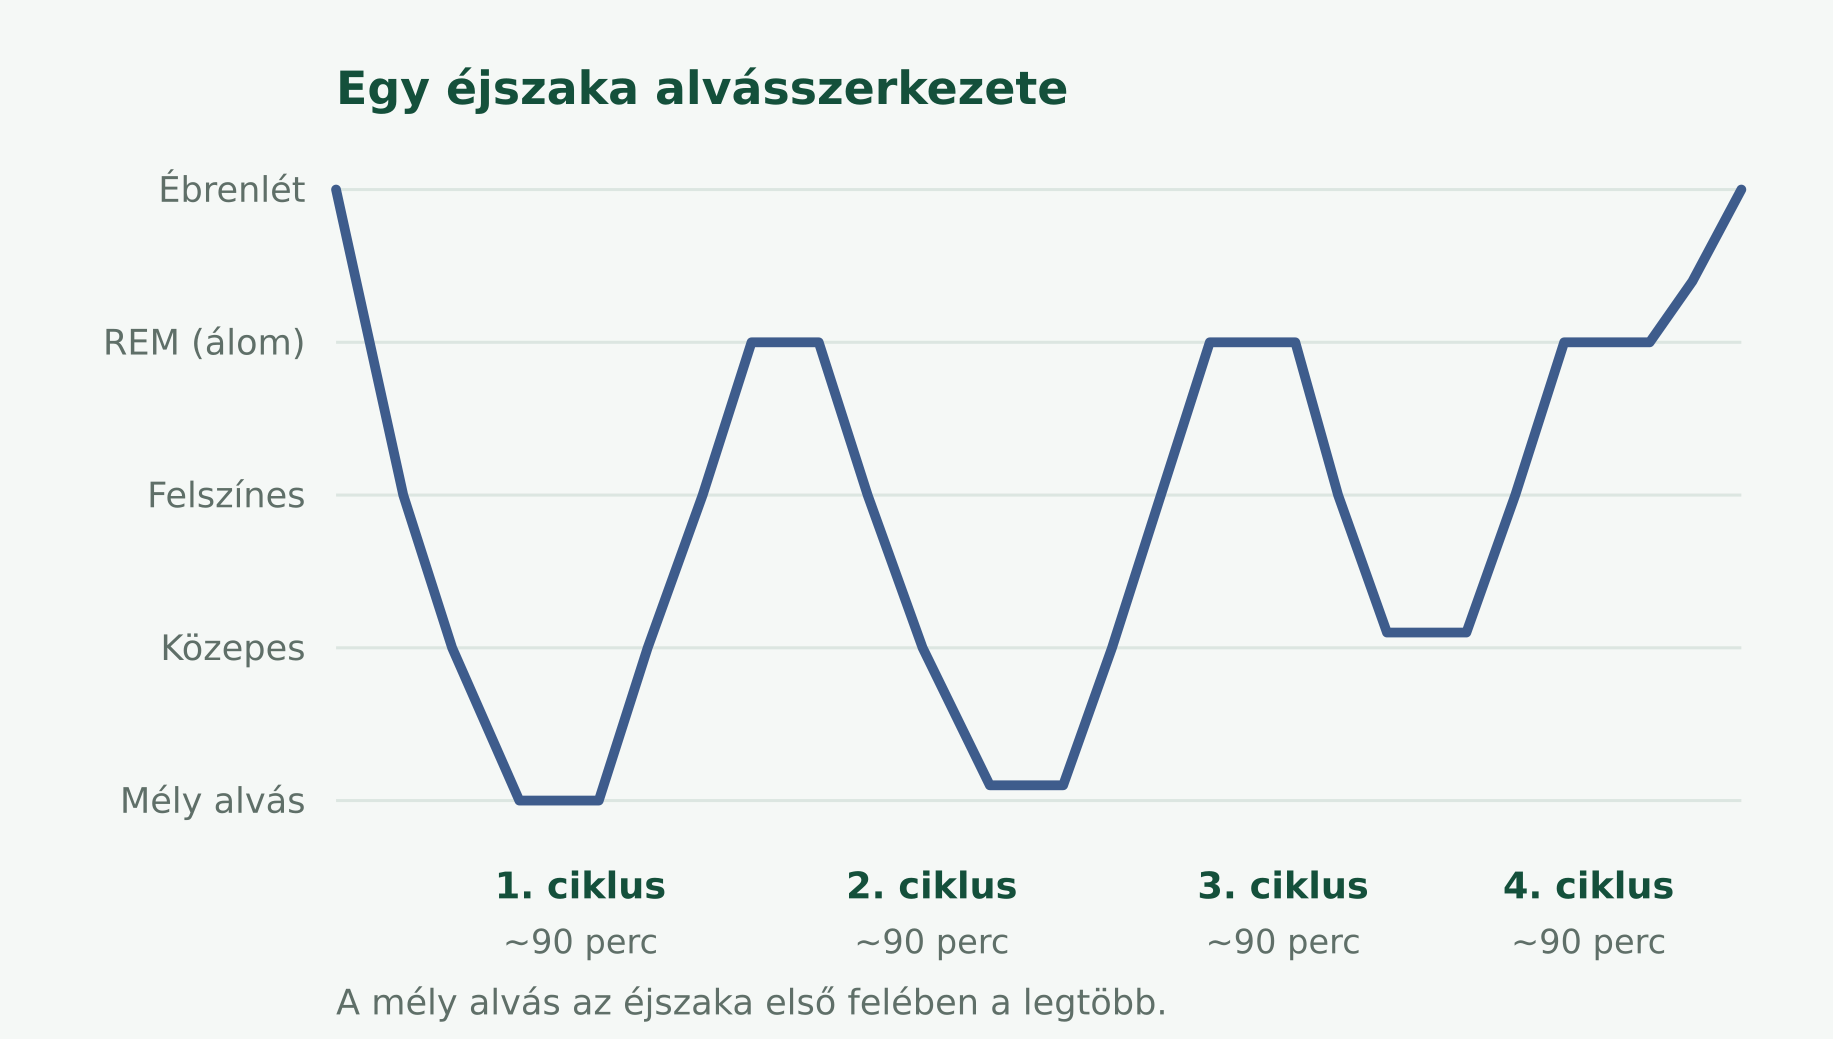 Egy éjszaka alvásszerkezete
Ébrenlét
REM (álom)
Felszínes
Közepes
Mély alvás
1. ciklus
2. ciklus
3. ciklus
4. ciklus
~90 perc
~90 perc
~90 perc
~90 perc
A mély alvás az éjszaka első felében a legtöbb.